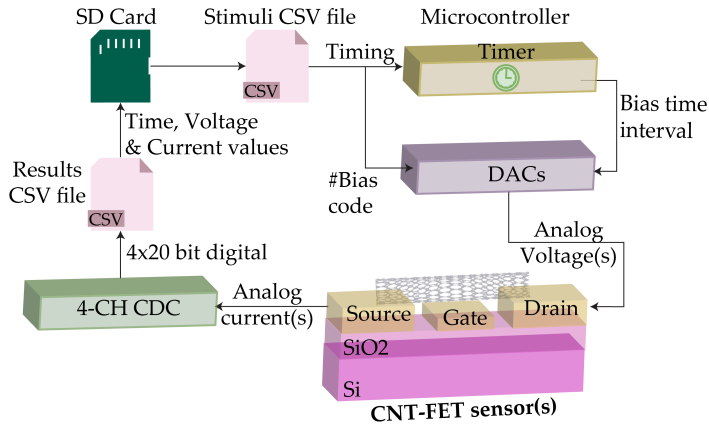 SD Card
Stimuli CSV file
Microcontroller
CSV
Timing
Timer
Bias time
interval
Time, Voltage
& Current values
Results
CSV file
CSV
#Bias
code
DACs
4x20 bit digital
Analog
Voltage(s)
4-CH CDC
Analog
current(s)
Source
Gate
Drain
SiO2
Si
CNT-FET sensor(s)